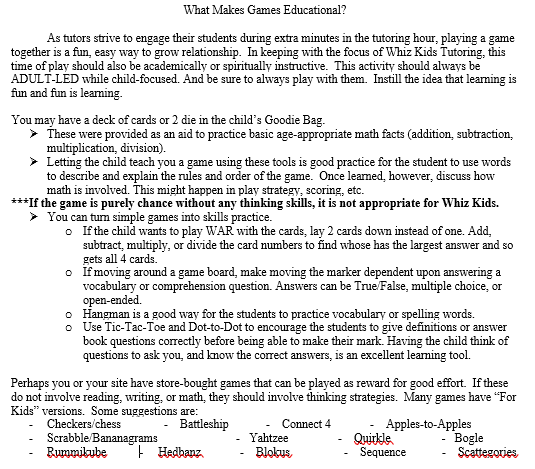 What Makes Games Educational?
As tutors strive to engage their students during extra minutes in the tutoring hour, playing a game
together is a fun, easy way to grow relationship.  In keeping with the focus of Whiz Kids Tutoring, this
time of play should also be academically or spiritually instructive.  This activity should always be
ADULT-LED while child-focused. And be sure to always play with them.  Instill the idea that learning is
fun and fun is learning.
You may have a deck of cards or 2 die in the child's Goodie Bag.
➢ These were provided as an aid to practice basic age-appropriate math facts (addition, subtraction,
multiplication, division).
➢ Letting the child teach you a game using these tools is good practice for the student to use words
to describe and explain the rules and order of the game.  Once learned, however, discuss how
math is involved. This might happen in play strategy, scoring, etc.
***If the game is purely chance without any thinking skills, it is not appropriate for Whiz Kids.
➢ You can turn simple games into skills practice.
o If the child wants to play WAR with the cards, lay 2 cards down instead of one. Add,
subtract, multiply, or divide the card numbers to find whose has the largest answer and so
gets all 4 cards.
o If moving around a game board, make moving the marker dependent upon answering a
vocabulary or comprehension question. Answers can be True/False, multiple choice, or
open-ended.
o Hangman is a good way for the students to practice vocabulary or spelling words.
o Use Tic-Tac-Toe and Dot-to-Dot to encourage the students to give definitions or answer
book questions correctly before being able to make their mark. Having the child think of
questions to ask you, and know the correct answers, is an excellent learning tool.
Perhaps you or your site have store-bought games that can be played as reward for good effort.  If these
do not involve reading, writing, or math, they should involve thinking strategies.  Many games have "For
Kids" versions.  Some suggestions are:
- Checkers/chess - Battleship - Connect 4 - Apples-to-Apples
- Scrabble/Bananagrams - Yahtzee - Quirkle - Bogle
- Rummikube - Hedbanz - Blokus - Sequence - Scattegories